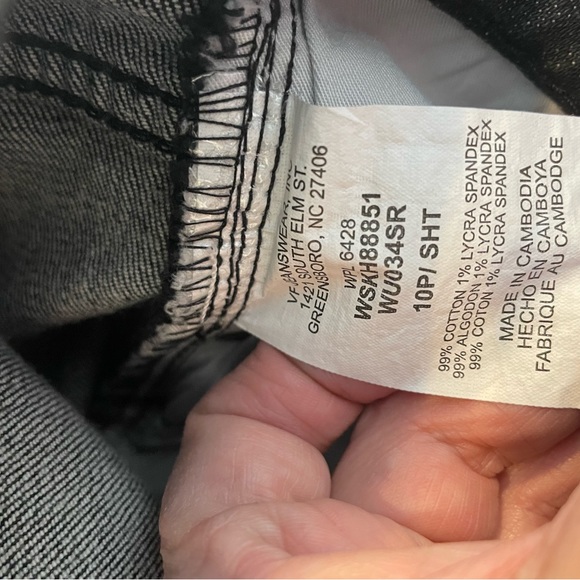 VF JEANSWEAR, INC
1421 SOUTH ELM ST.
GREENSBORO, NC 27406
WPL 6428
WSKH88851
WU034SR
10P/ SHT
99% COTTON 1% LYCRA SPANDEX
99% ALGODON 1% LYCRA SPANDEX
99% COTON 1% LYCRA SPANDEX
MADE IN CAMBODIA
HECHO EN CAMBOYA
FABRIQUE AU CAMBODGE